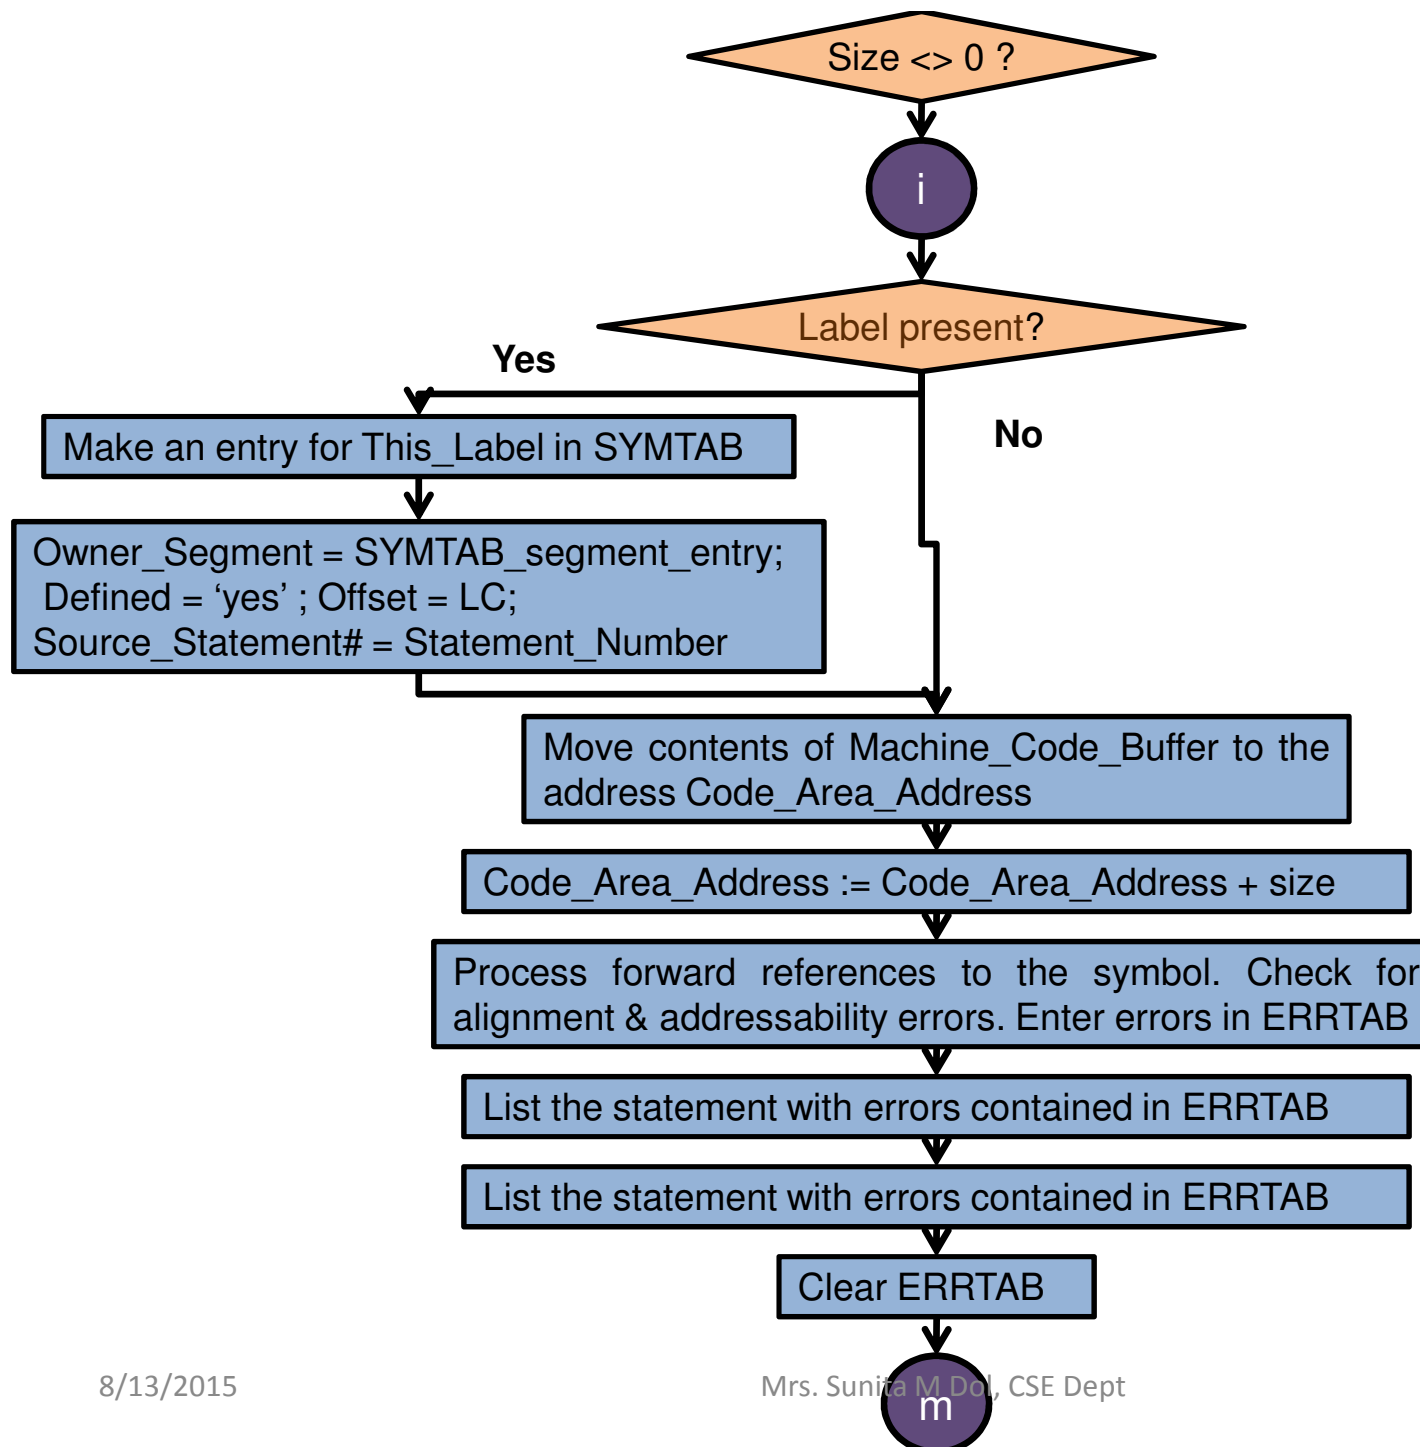 Size <> 0 ?
i
Label present?
Yes
No
Make an entry for This_Label in SYMTAB
Owner_Segment = SYMTAB_segment_entry;
Defined = ‘yes’ ; Offset = LC;
Source_Statement# = Statement_Number
Move contents of Machine_Code_Buffer to the
address Code_Area_Address
Code_Area_Address := Code_Area_Address + size
Process forward references to the symbol. Check for
alignment & addressability errors. Enter errors in ERRTAB
List the statement with errors contained in ERRTAB
List the statement with errors contained in ERRTAB
Clear ERRTAB
8/13/2015
Mrs. Sunita M Dol, CSE Dept
m